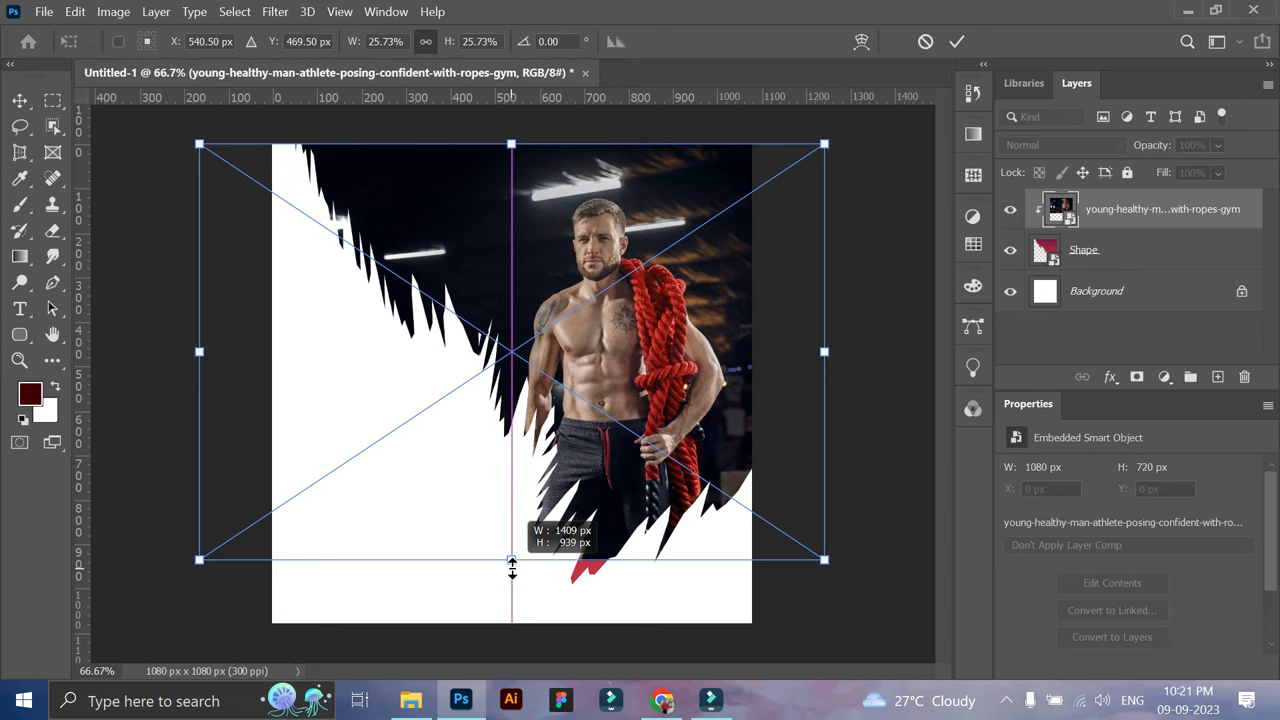 Ps File Edit Image Layer Type Select Filter 3D View Window Help
X: 540.50 px Y: 469.50 px W: 25.73% H: 25.73% 0.00 °
Untitled-1 @ 66.7% (young-healthy-man-athlete-posing-confident-with-ropes-gym, RGB/8#) * ×
400 300 200 100 0 100 200 300 400 500 600 700 800 900 1000 1100 1200 1300 1400
Libraries Layers
Kind
Normal Opacity: 100%
Lock: Fill: 100%
young-healthy-m...with-ropes-gym
Shape
Background
W : 1409 px
H : 939 px
fx
Properties
Embedded Smart Object
W: 1080 px H: 720 px
X: 0 px Y: 0 px
young-healthy-man-athlete-posing-confident-with-ro...
Don't Apply Layer Comp
Edit Contents
Convert to Linked...
Convert to Layers
66.67% 1080 px x 1080 px (300 ppi)
Type here to search
Ps Ai
27°C Cloudy
ENG
10:21 PM
09-09-2023